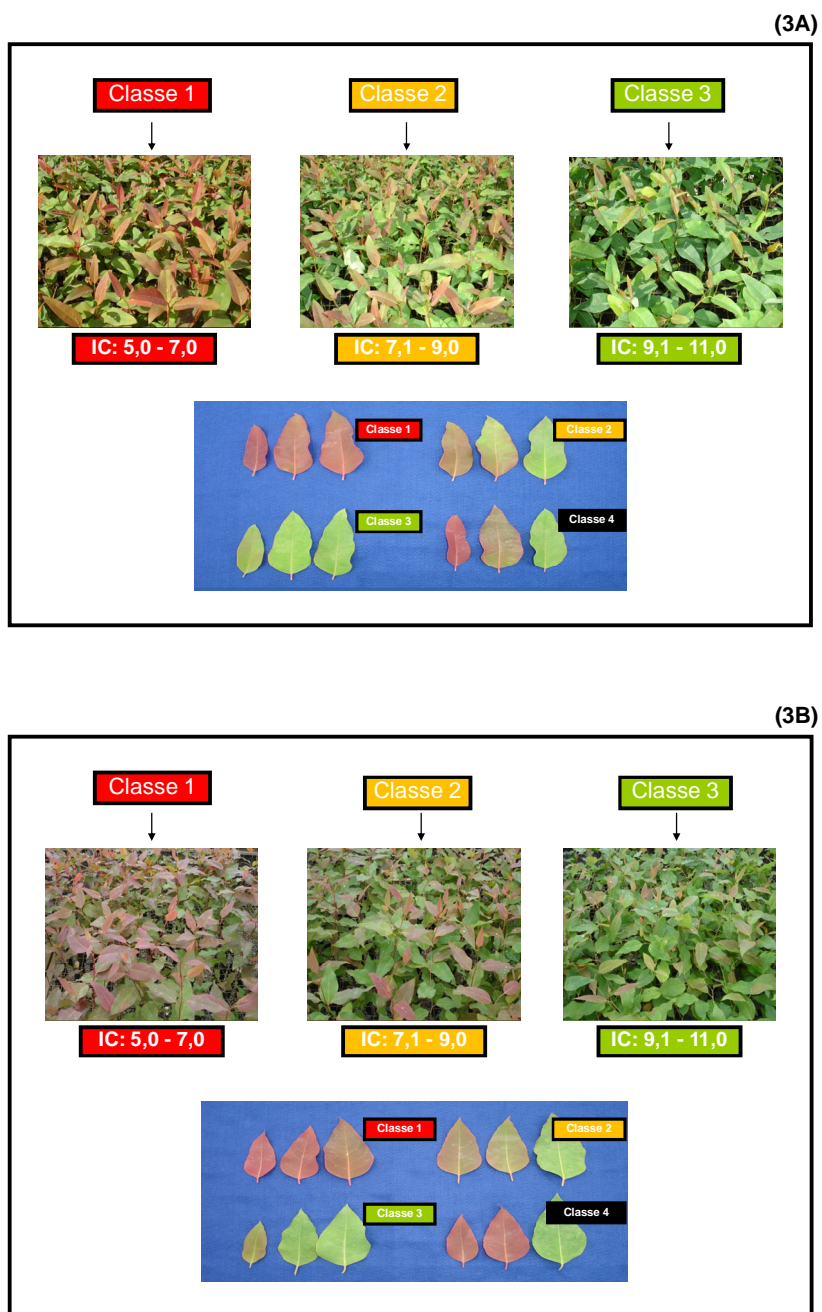 (3A)
Classe 1
Classe 2
Classe 3
IC: 5,0 - 7,0
IC: 7,1 - 9,0
IC: 9,1 - 11,0
Classe 1
Classe 2
Classe 3
Classe 4
(3B)
Classe 1
Classe 2
Classe 3
IC: 5,0 - 7,0
IC: 7,1 - 9,0
IC: 9,1 - 11,0
Classe 1
Classe 2
Classe 3
Classe 4